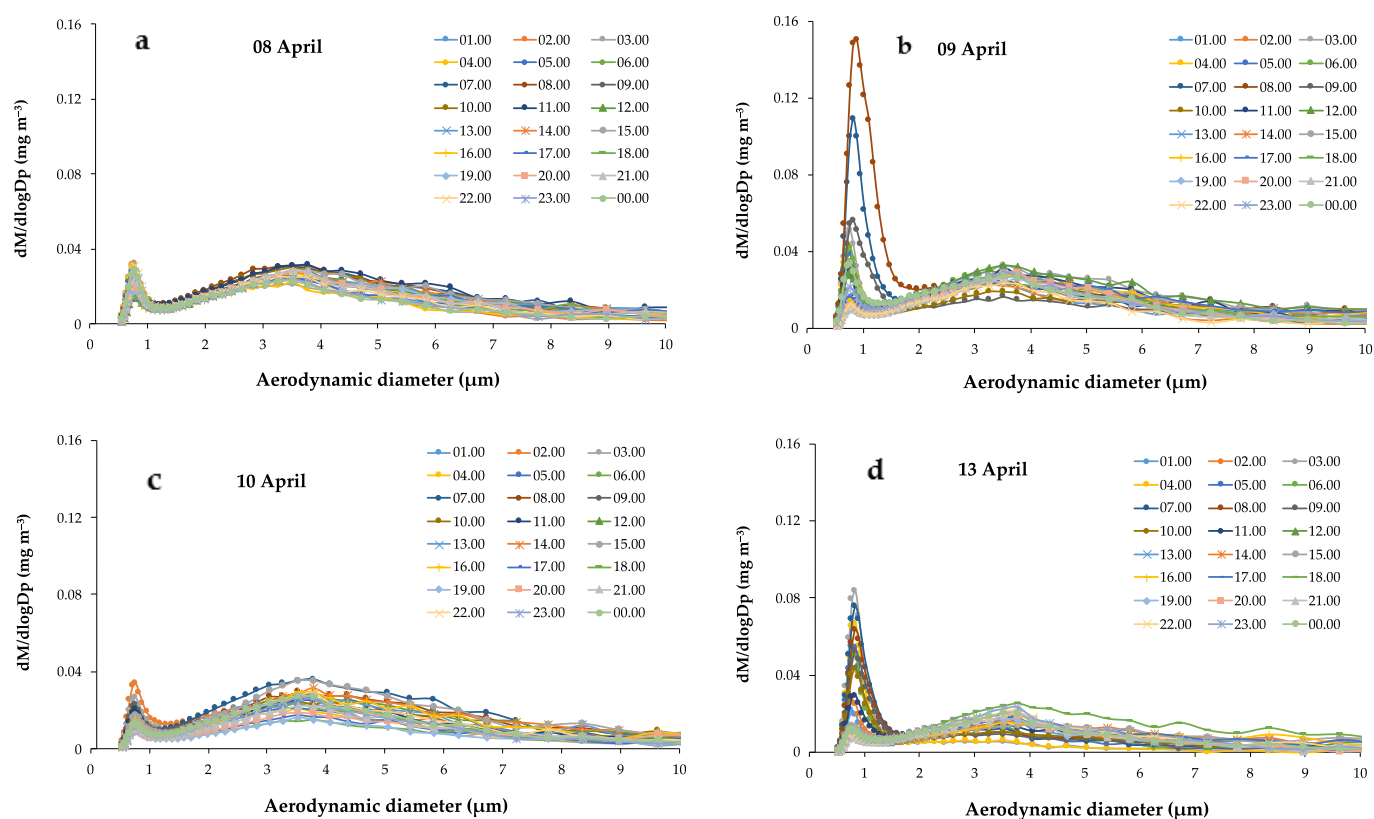 a
08 April
dM/dlogDp (mg m⁻³)
0.16
0.12
0.08
0.04
0
01.00 02.00 03.00
04.00 05.00 06.00
07.00 08.00 09.00
10.00 11.00 12.00
13.00 14.00 15.00
16.00 17.00 18.00
19.00 20.00 21.00
22.00 23.00 00.00
0 1 2 3 4 5 6 7 8 9 10
Aerodynamic diameter (µm)
b
09 April
dM/dlogDp (mg m⁻³)
0.16
0.12
0.08
0.04
0
01.00 02.00 03.00
04.00 05.00 06.00
07.00 08.00 09.00
10.00 11.00 12.00
13.00 14.00 15.00
16.00 17.00 18.00
19.00 20.00 21.00
22.00 23.00 00.00
0 1 2 3 4 5 6 7 8 9 10
Aerodynamic diameter (µm)
c
10 April
dM/dlogDp (mg m⁻³)
0.16
0.12
0.08
0.04
0
01.00 02.00 03.00
04.00 05.00 06.00
07.00 08.00 09.00
10.00 11.00 12.00
13.00 14.00 15.00
16.00 17.00 18.00
19.00 20.00 21.00
22.00 23.00 00.00
0 1 2 3 4 5 6 7 8 9 10
Aerodynamic diameter (µm)
d
13 April
dM/dlogDp (mg m⁻³)
0.16
0.12
0.08
0.04
0
01.00 02.00 03.00
04.00 05.00 06.00
07.00 08.00 09.00
10.00 11.00 12.00
13.00 14.00 15.00
16.00 17.00 18.00
19.00 20.00 21.00
22.00 23.00 00.00
0 1 2 3 4 5 6 7 8 9 10
Aerodynamic diameter (µm)